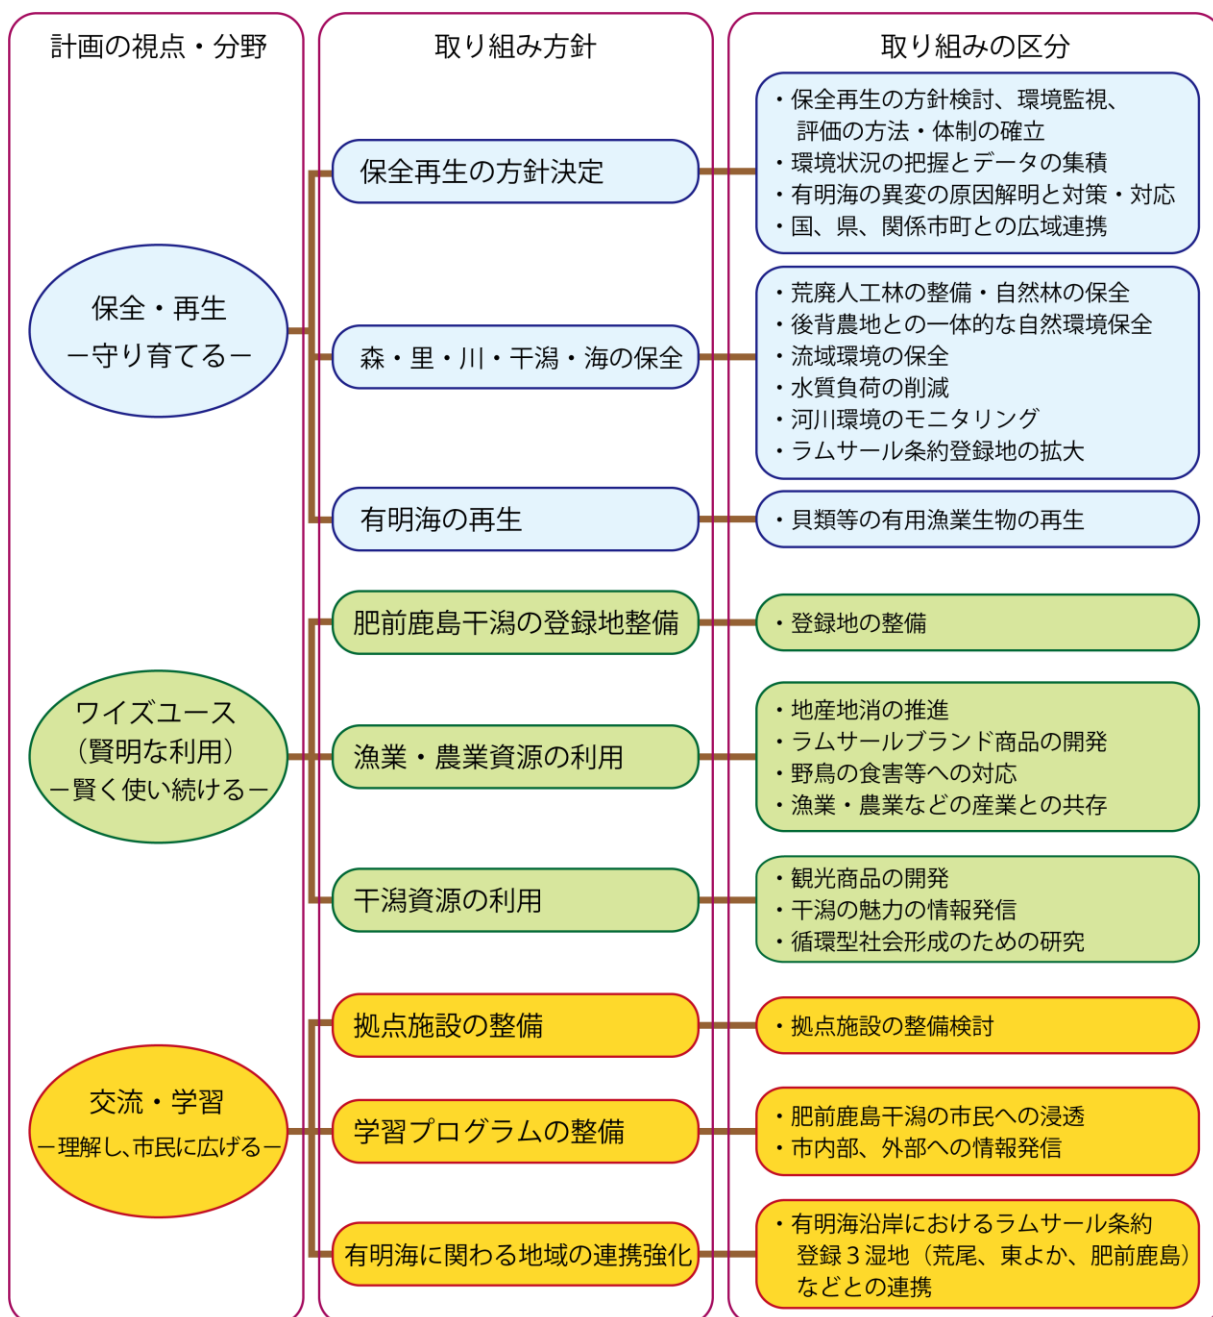 計画の視点・分野
取り組み方針
取り組みの区分
保全・再生
－守り育てる－
保全再生の方針決定
・保全再生の方針検討、環境監視、
評価の方法・体制の確立
・環境状況の把握とデータの集積
・有明海の異変の原因解明と対策・対応
・国、県、関係市町との広域連携
森・里・川・干潟・海の保全
・荒廃人工林の整備・自然林の保全
・後背農地との一体的な自然環境保全
・流域環境の保全
・水質負荷の削減
・河川環境のモニタリング
・ラムサール条約登録地の拡大
有明海の再生
・貝類等の有用漁業生物の再生
ワイズユース
（賢明な利用）
－賢く使い続ける－
肥前鹿島干潟の登録地整備
・登録地の整備
漁業・農業資源の利用
・地産地消の推進
・ラムサールブランド商品の開発
・野鳥の食害等への対応
・漁業・農業などの産業との共存
干潟資源の利用
・観光商品の開発
・干潟の魅力の情報発信
・循環型社会形成のための研究
交流・学習
－理解し、市民に広げる－
拠点施設の整備
・拠点施設の整備検討
学習プログラムの整備
・肥前鹿島干潟の市民への浸透
・市内部、外部への情報発信
有明海に関わる地域の連携強化
・有明海沿岸におけるラムサール条約
登録３湿地（荒尾、東よか、肥前鹿島）
などとの連携